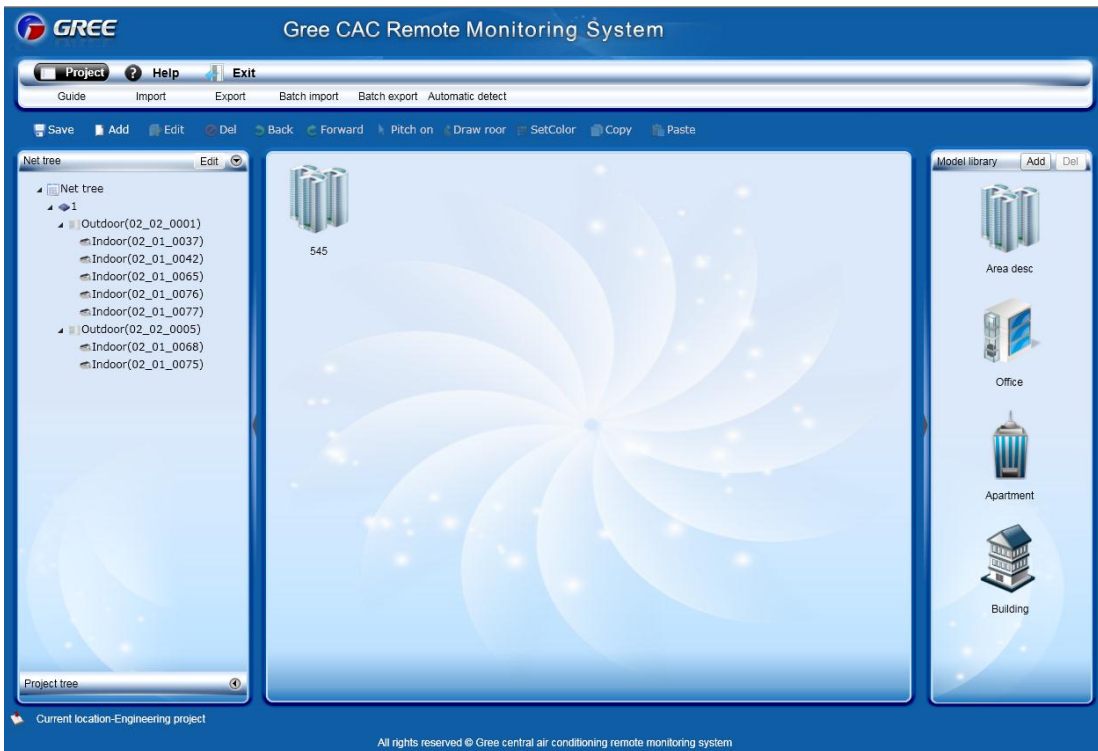 GREE
Gree CAC Remote Monitoring System
Project Help Exit
Guide Import Export Batch import Batch export Automatic detect
Save Add Edit Del Back Forward Pitch on Draw roor SetColor Copy Paste
Net tree Edit
Net tree
1
Outdoor(02_02_0001)
Indoor(02_01_0037)
Indoor(02_01_0042)
Indoor(02_01_0065)
Indoor(02_01_0076)
Indoor(02_01_0077)
Outdoor(02_02_0005)
Indoor(02_01_0068)
Indoor(02_01_0075)
Project tree
545
Model library Add Del
Area desc
Office
Apartment
Building
Current location-Engineering project
All rights reserved © Gree central air conditioning remote monitoring system